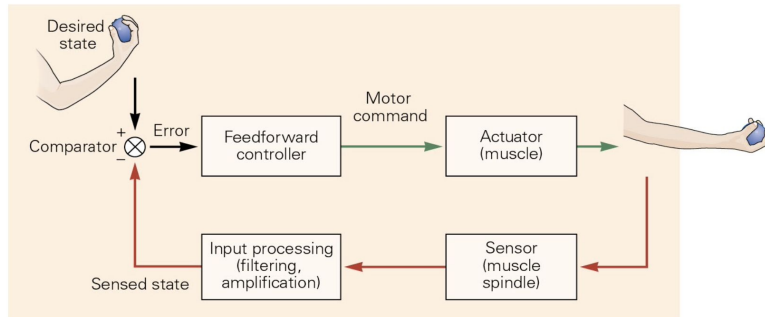 Desired
state
Comparator
+
−
Error
Feedforward
controller
Motor
command
Actuator
(muscle)
Sensor
(muscle
spindle)
Input processing
(filtering,
amplification)
Sensed state